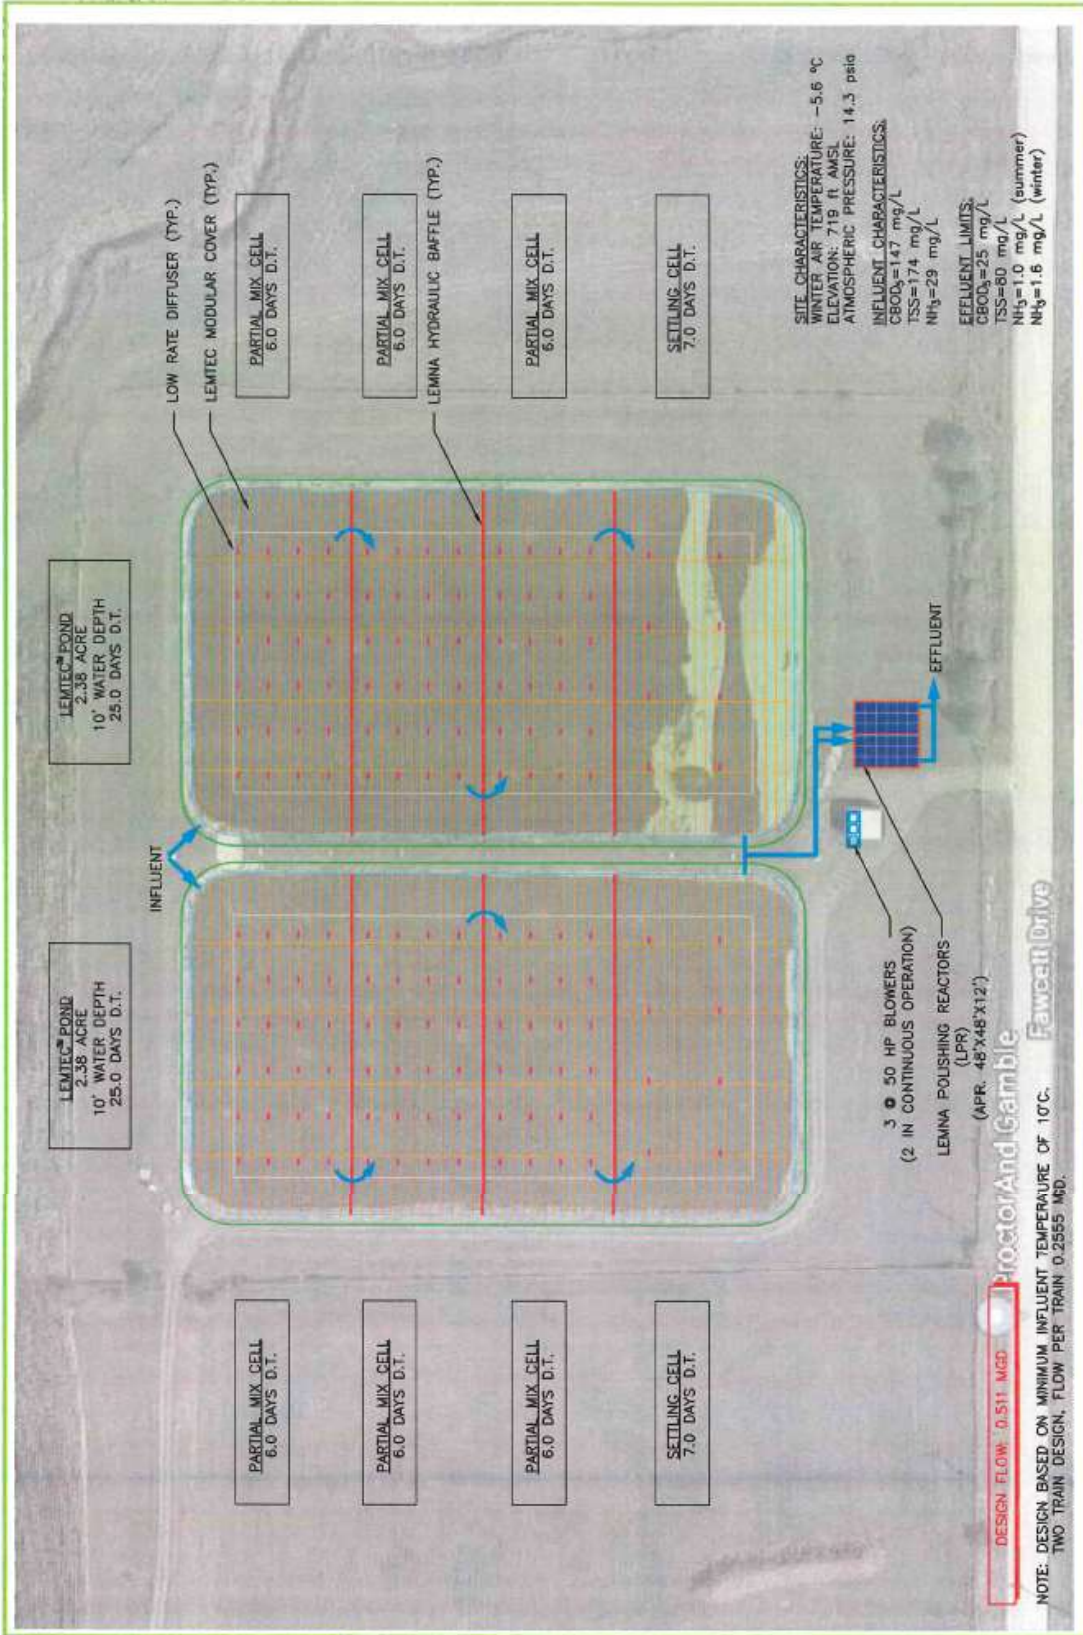 LEMTEC™ POND
2.38 ACRE
10' WATER DEPTH
25.0 DAYS D.T.
INFLUENT
LEMTEC™ POND
2.38 ACRE
10' WATER DEPTH
25.0 DAYS D.T.
LOW RATE DIFFUSER (TYP.)
LEMTEC MODULAR COVER (TYP.)
PARTIAL MIX CELL
6.0 DAYS D.T.
PARTIAL MIX CELL
6.0 DAYS D.T.
PARTIAL MIX CELL
6.0 DAYS D.T.
PARTIAL MIX CELL
6.0 DAYS D.T.
LEMNA HYDRAULIC BAFFLE (TYP.)
PARTIAL MIX CELL
6.0 DAYS D.T.
PARTIAL MIX CELL
6.0 DAYS D.T.
SETTLING CELL
7.0 DAYS D.T.
SETTLING CELL
7.0 DAYS D.T.
3 @ 50 HP BLOWERS
(2 IN CONTINUOUS OPERATION)
LEMNA POLISHING REACTORS
(LPR)
(APR. 48'X48'X12')
EFFLUENT
SITE CHARACTERISTICS:
WINTER AIR TEMPERATURE: -5.6 °C
ELEVATION: 719 ft AMSL
ATMOSPHERIC PRESSURE: 14.3 psia
INFLUENT CHARACTERISTICS:
CBOD₅=147 mg/L
TSS=174 mg/L
NH₃=29 mg/L
EFFLUENT LIMITS:
CBOD₅=25 mg/L
TSS=80 mg/L
NH₃=1.0 mg/L (summer)
NH₃=1.6 mg/L (winter)
DESIGN FLOW: 0.511 MGD
Proctor And Gamble
Fawcett Drive
NOTE: DESIGN BASED ON MINIMUM INFLUENT TEMPERATURE OF 10°C.
TWO TRAIN DESIGN, FLOW PER TRAIN 0.2555 MGD.